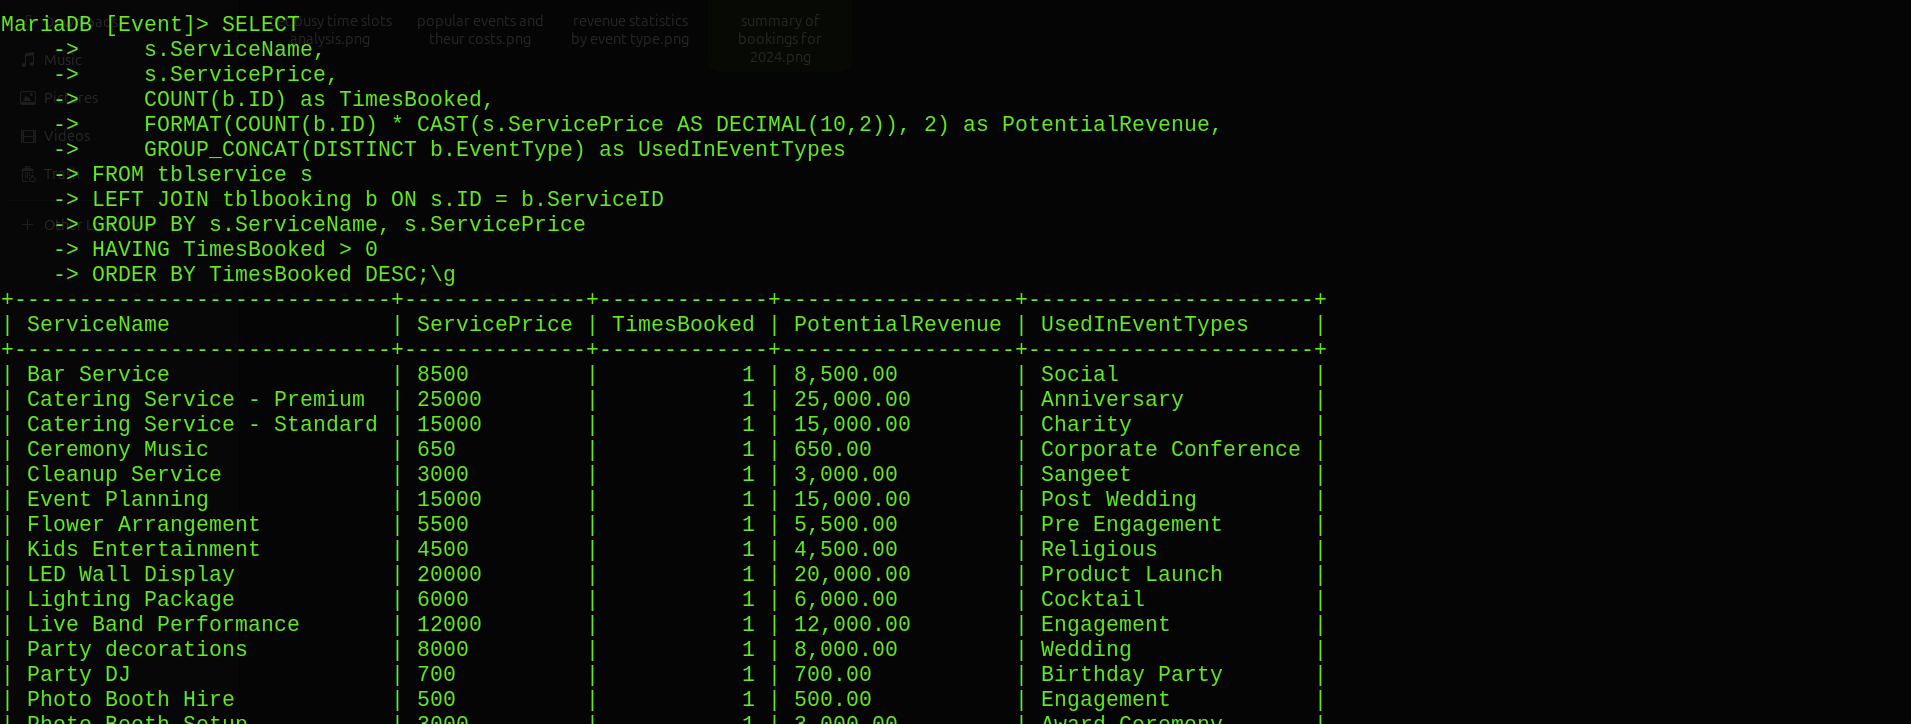 MariaDB [Event]> SELECT
    ->     s.ServiceName,
    ->     s.ServicePrice,
    ->     COUNT(b.ID) as TimesBooked,
    ->     FORMAT(COUNT(b.ID) * CAST(s.ServicePrice AS DECIMAL(10,2)), 2) as PotentialRevenue,
    ->     GROUP_CONCAT(DISTINCT b.EventType) as UsedInEventTypes
    -> FROM tblservice s
    -> LEFT JOIN tblbooking b ON s.ID = b.ServiceID
    -> GROUP BY s.ServiceName, s.ServicePrice
    -> HAVING TimesBooked > 0
    -> ORDER BY TimesBooked DESC;\g
+-----------------------------+--------------+-------------+------------------+----------------------+
| ServiceName                 | ServicePrice | TimesBooked | PotentialRevenue | UsedInEventTypes     |
+-----------------------------+--------------+-------------+------------------+----------------------+
| Bar Service                 | 8500         |           1 | 8,500.00         | Social               |
| Catering Service - Premium  | 25000        |           1 | 25,000.00        | Anniversary          |
| Catering Service - Standard | 15000        |           1 | 15,000.00        | Charity              |
| Ceremony Music              | 650          |           1 | 650.00           | Corporate Conference |
| Cleanup Service             | 3000         |           1 | 3,000.00         | Sangeet              |
| Event Planning              | 15000        |           1 | 15,000.00        | Post Wedding         |
| Flower Arrangement          | 5500         |           1 | 5,500.00         | Pre Engagement       |
| Kids Entertainment          | 4500         |           1 | 4,500.00         | Religious            |
| LED Wall Display            | 20000        |           1 | 20,000.00        | Product Launch       |
| Lighting Package            | 6000         |           1 | 6,000.00         | Cocktail             |
| Live Band Performance       | 12000        |           1 | 12,000.00        | Engagement           |
| Party decorations           | 8000         |           1 | 8,000.00         | Wedding              |
| Party DJ                    | 700          |           1 | 700.00           | Birthday Party       |
| Photo Booth Hire            | 500          |           1 | 500.00           | Engagement           |
| Photo Booth Setup           | 3000         |           1 | 3,000.00         | Award Ceremony       |
busy time slots
analysis.png
popular events and
theur costs.png
revenue statistics
by event type.png
summary of
bookings for
2024.png
Music
Pictures
Videos